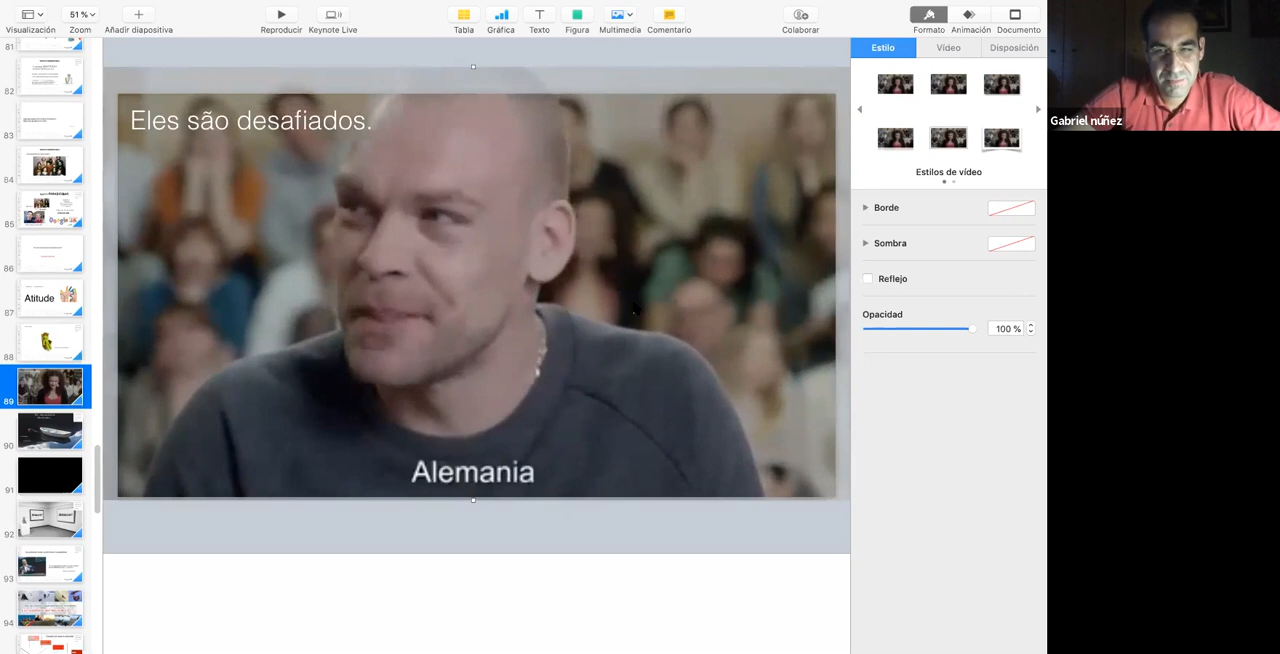 51 %
Visualización
Zoom
Añadir diapositiva
Reproducir
Keynote Live
Tabla
Gráfica
Texto
Figura
Multimedia
Comentario
Colaborar
Formato
Animación
Documento
Estilo
Vídeo
Disposición
Estilos de vídeo
Borde
Sombra
Reflejo
Opacidad
100 %
81
82
83
84
85
86
87
Atitude
88
89
90
91
92
93
94
Eles são desafiados.
Alemania
Gabriel núñez